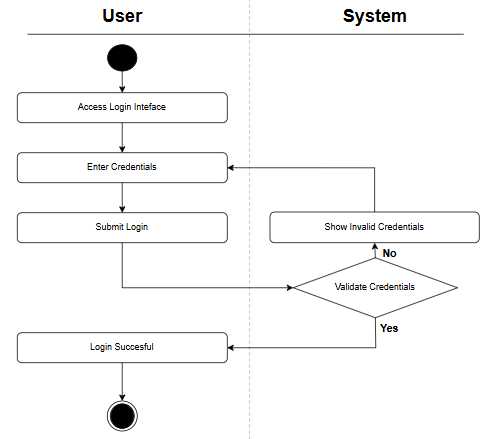 User
System
Access Login Inteface
Enter Credentials
Submit Login
Show Invalid Credentials
No
Validate Credentials
Yes
Login Succesful